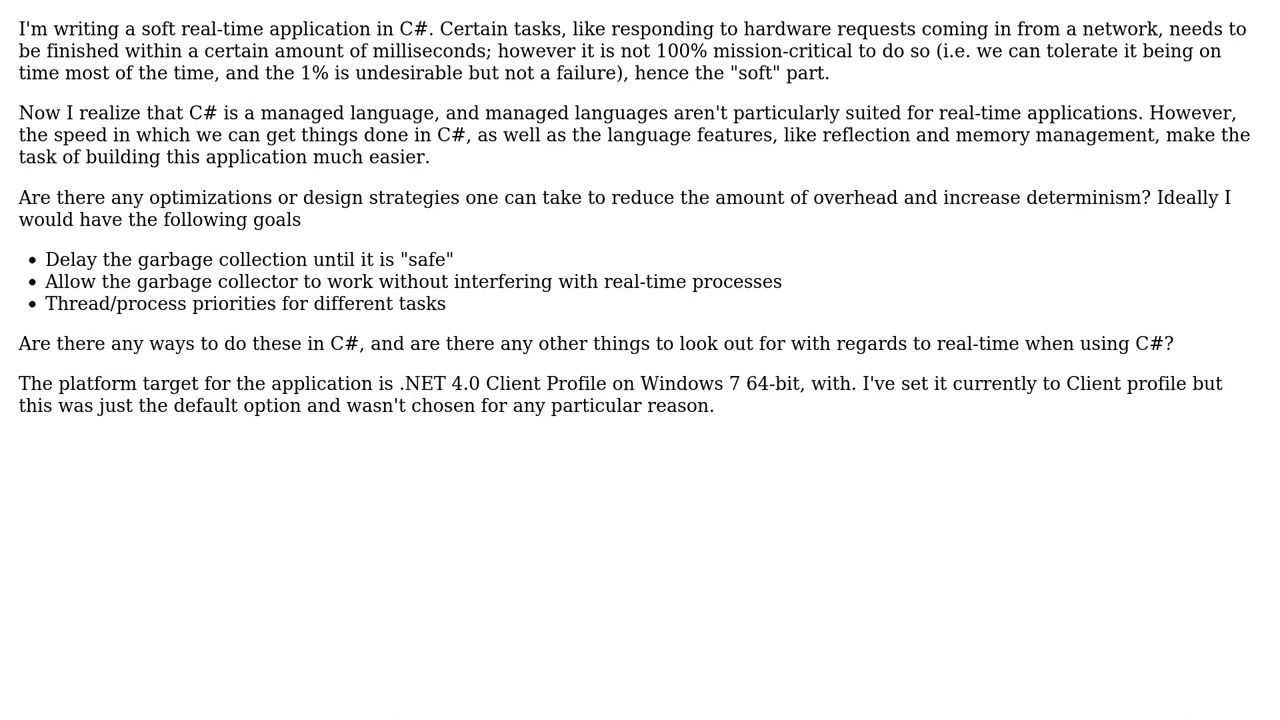 I'm writing a soft real-time application in C#. Certain tasks, like responding to hardware requests coming in from a network, needs to
be finished within a certain amount of milliseconds; however it is not 100% mission-critical to do so (i.e. we can tolerate it being on
time most of the time, and the 1% is undesirable but not a failure), hence the "soft" part.
Now I realize that C# is a managed language, and managed languages aren't particularly suited for real-time applications. However,
the speed in which we can get things done in C#, as well as the language features, like reflection and memory management, make the
task of building this application much easier.
Are there any optimizations or design strategies one can take to reduce the amount of overhead and increase determinism? Ideally I
would have the following goals
• Delay the garbage collection until it is "safe"
• Allow the garbage collector to work without interfering with real-time processes
• Thread/process priorities for different tasks
Are there any ways to do these in C#, and are there any other things to look out for with regards to real-time when using C#?
The platform target for the application is .NET 4.0 Client Profile on Windows 7 64-bit, with. I've set it currently to Client profile but
this was just the default option and wasn't chosen for any particular reason.